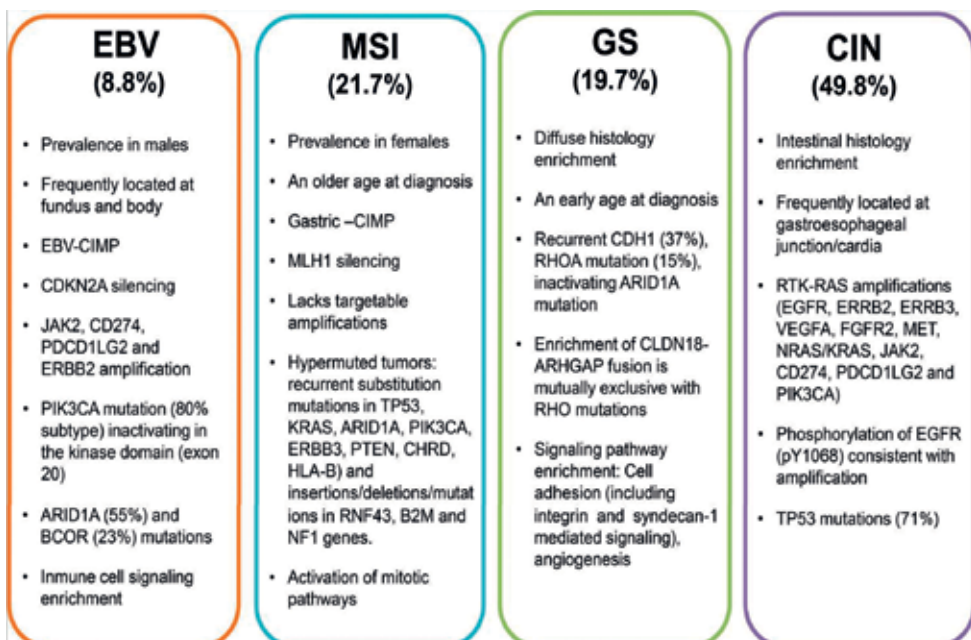 EBV
(8.8%)
• Prevalence in males
• Frequently located at
fundus and body
• EBV-CIMP
• CDKN2A silencing
• JAK2, CD274,
PDCD1LG2 and
ERBB2 amplification
• PIK3CA mutation (80%
subtype) inactivating in
the kinase domain (exon
20)
• ARID1A (55%) and
BCOR (23%) mutations
• Inmune cell signaling
enrichment
MSI
(21.7%)
• Prevalence in females
• An older age at diagnosis
• Gastric –CIMP
• MLH1 silencing
• Lacks targetable
amplifications
• Hypermuted tumors:
recurrent substitution
mutations in TP53,
KRAS, ARID1A, PIK3CA,
ERBB3, PTEN, CHRD,
HLA-B) and
insertions/deletions/mutat
ions in RNF43, B2M and
NF1 genes.
• Activation of mitotic
pathways
GS
(19.7%)
• Diffuse histology
enrichment
• An early age at diagnosis
• Recurrent CDH1 (37%),
RHOA mutation (15%),
inactivating ARID1A
mutation
• Enrichment of CLDN18-
ARHGAP fusion is
mutually exclusive with
RHO mutations
• Signaling pathway
enrichment: Cell
adhesion (including
integrin and syndecan-1
mediated signaling),
angiogenesis
CIN
(49.8%)
• Intestinal histology
enrichment
• Frequently located at
gastroesophageal
junction/cardia
• RTK-RAS amplifications
(EGFR, ERRB2, ERRB3,
VEGFA, FGFR2, MET,
NRAS/KRAS, JAK2,
CD274, PDCD1LG2 and
PIK3CA)
• Phosphorylation of EGFR
(pY1068) consistent with
amplification
• TP53 mutations (71%)